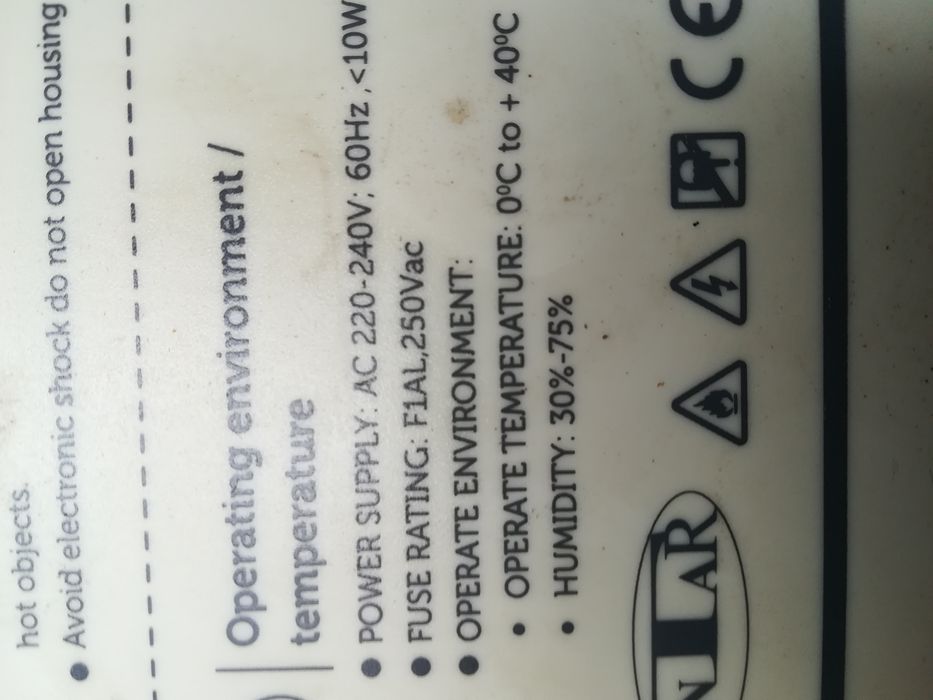 hot objects.
● Avoid electronic shock do not open housing
Operating environment /
temperature
● POWER SUPPLY: AC 220-240V; 60Hz ; <10W
● FUSE RATING: F1AL,250Vac
● OPERATE ENVIRONMENT:
• OPERATE TEMPERATURE: 0ºC to + 40ºC
• HUMIDITY: 30%-75%
CE